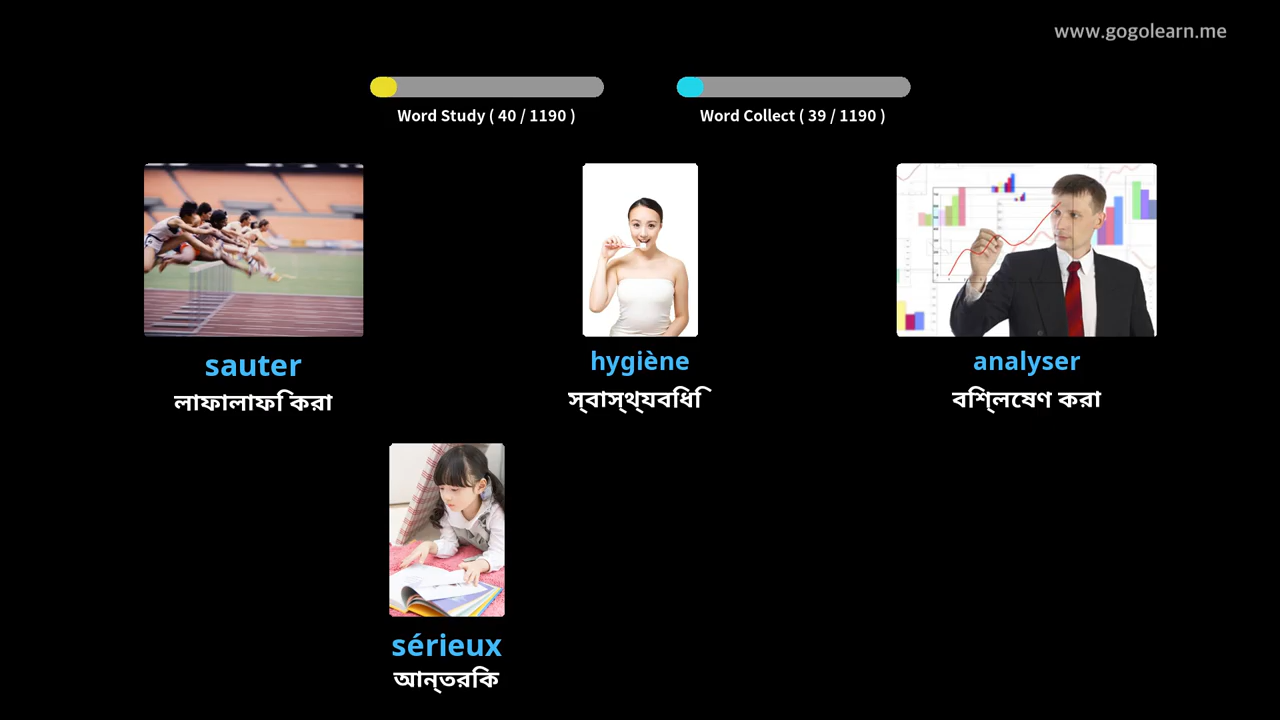 www.gogolearn.me
Word Study ( 40 / 1190 )
Word Collect ( 39 / 1190 )
sauter
hygiène
analyser
লাফালাফি করা
স্বাস্থ্যবিধি
বিশ্লেষণ করা
sérieux
আন্তরিক